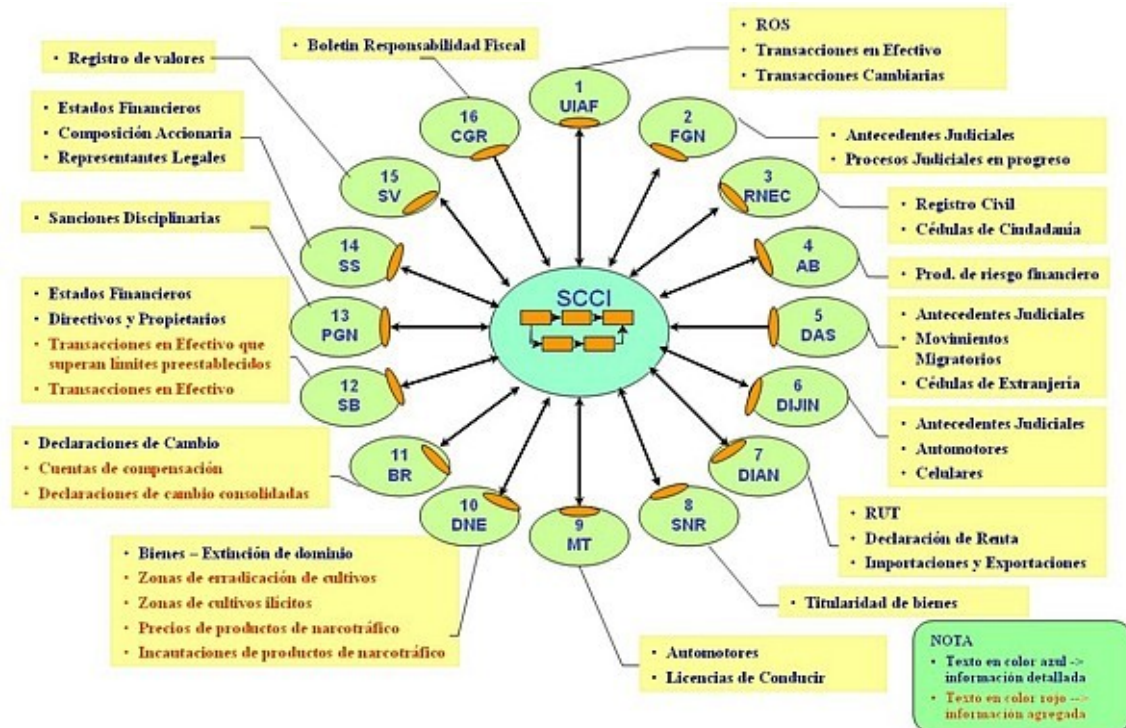 • ROS
• Transacciones en Efectivo
• Transacciones Cambiarias
• Boletín Responsabilidad Fiscal
• Registro de valores
• Estados Financieros
• Composición Accionaria
• Representantes Legales
• Sanciones Disciplinarias
• Estados Financieros
• Directivos y Propietarios
• Transacciones en Efectivo que
superan límites preestablecidos
• Transacciones en Efectivo
• Declaraciones de Cambio
• Cuentas de compensación
• Declaraciones de cambio consolidadas
• Bienes – Extinción de dominio
• Zonas de erradicación de cultivos
• Zonas de cultivos ilícitos
• Precios de productos de narcotráfico
• Incautaciones de productos de narcotráfico
1
UIAF
2
FGN
3
RNEC
4
AB
5
DAS
6
DIJIN
7
DIAN
8
SNR
9
MT
10
DNE
11
BR
12
SB
13
PGN
14
SS
15
SV
16
CGR
SCCI
• Antecedentes Judiciales
• Procesos Judiciales en progreso
• Registro Civil
• Cédulas de Ciudadanía
• Prod. de riesgo financiero
• Antecedentes Judiciales
• Movimientos
Migratorios
• Cédulas de Extranjería
• Antecedentes Judiciales
• Automotores
• Celulares
• RUT
• Declaración de Renta
• Importaciones y Exportaciones
• Titularidad de bienes
• Automotores
• Licencias de Conducir
NOTA
• Texto en color azul ->
información detallada
• Texto en color rojo -->
información agregada